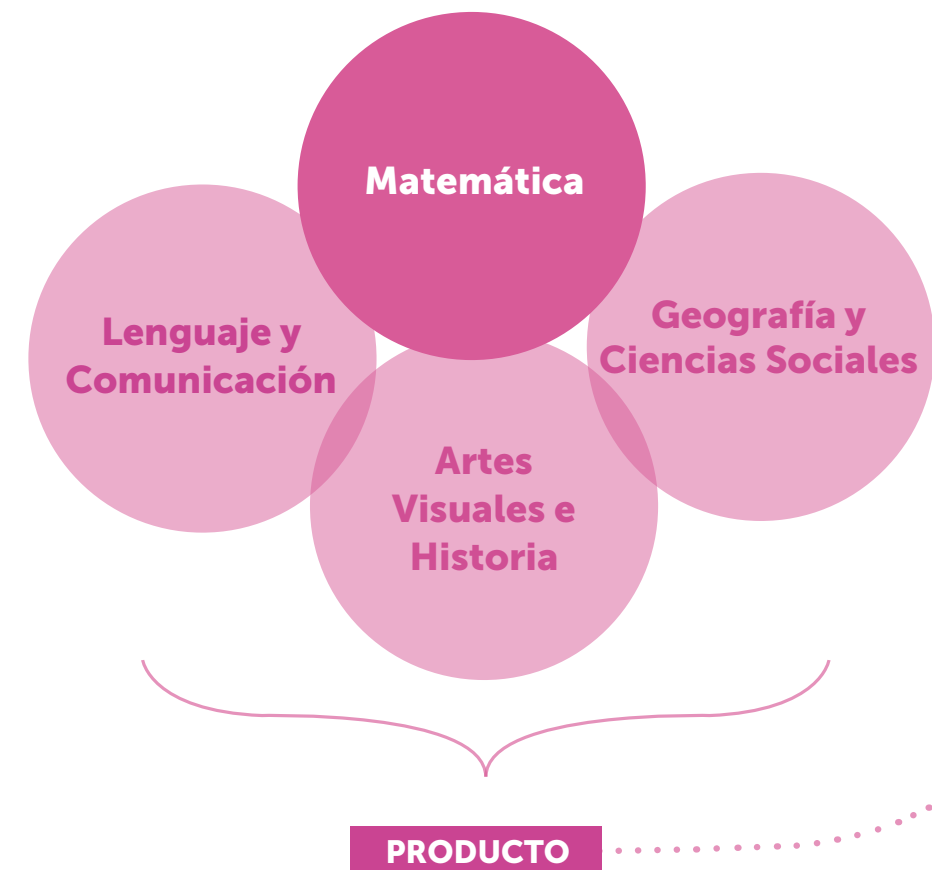 Matemática
Lenguaje y
Comunicación
Geografía y
Ciencias Sociales
Artes
Visuales e
Historia
PRODUCTO